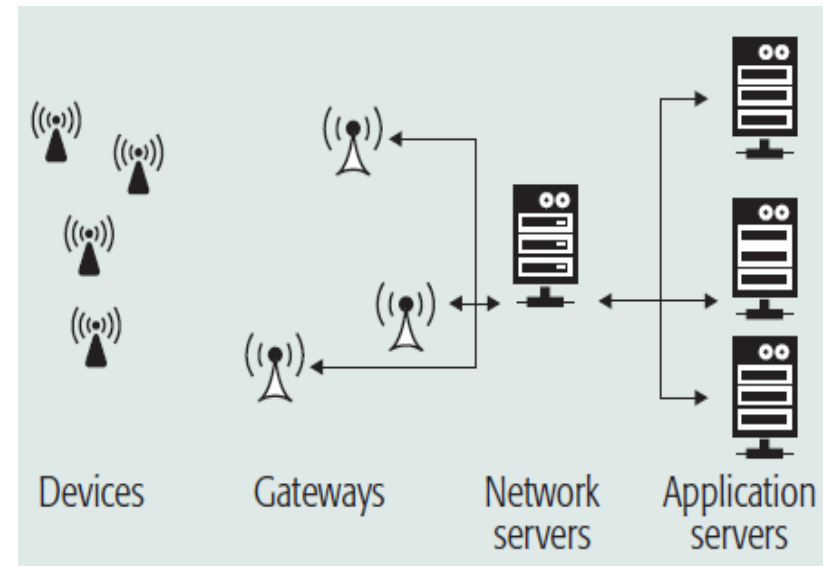 Devices
Gateways
Network
servers
Application
servers